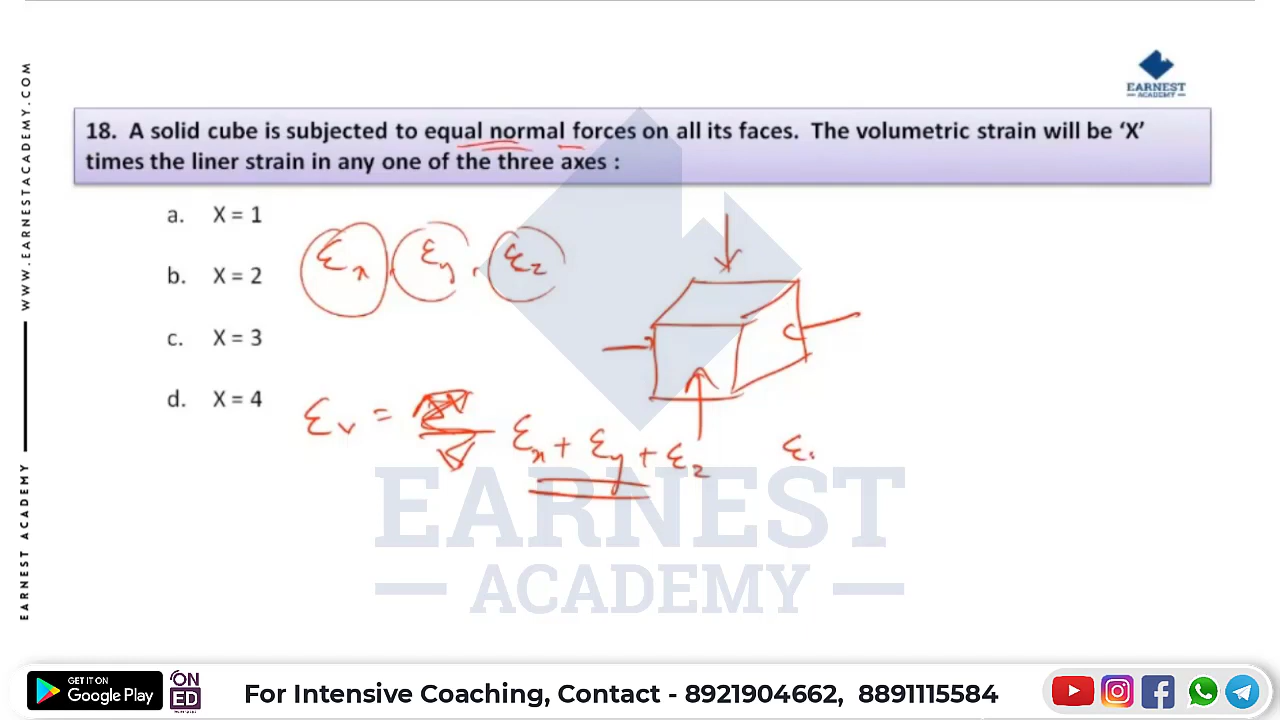 EARNEST
ACADEMY
WWW.EARNESTACADEMY.COM
EARNEST ACADEMY
18. A solid cube is subjected to equal normal forces on all its faces. The volumetric strain will be ‘X’
times the liner strain in any one of the three axes :
a. X = 1
b. X = 2
c. X = 3
d. X = 4
εx, εy, εz
εv = εx + εy + εz
ε
EARNEST
ACADEMY
GET IT ON
Google Play
ON
ED
For Intensive Coaching, Contact - 8921904662, 8891115584